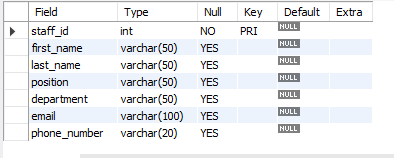 Field Type Null Key Default Extra
staff_id int NO PRI NULL
first_name varchar(50) YES NULL
last_name varchar(50) YES NULL
position varchar(50) YES NULL
department varchar(50) YES NULL
email varchar(100) YES NULL
phone_number varchar(20) YES NULL